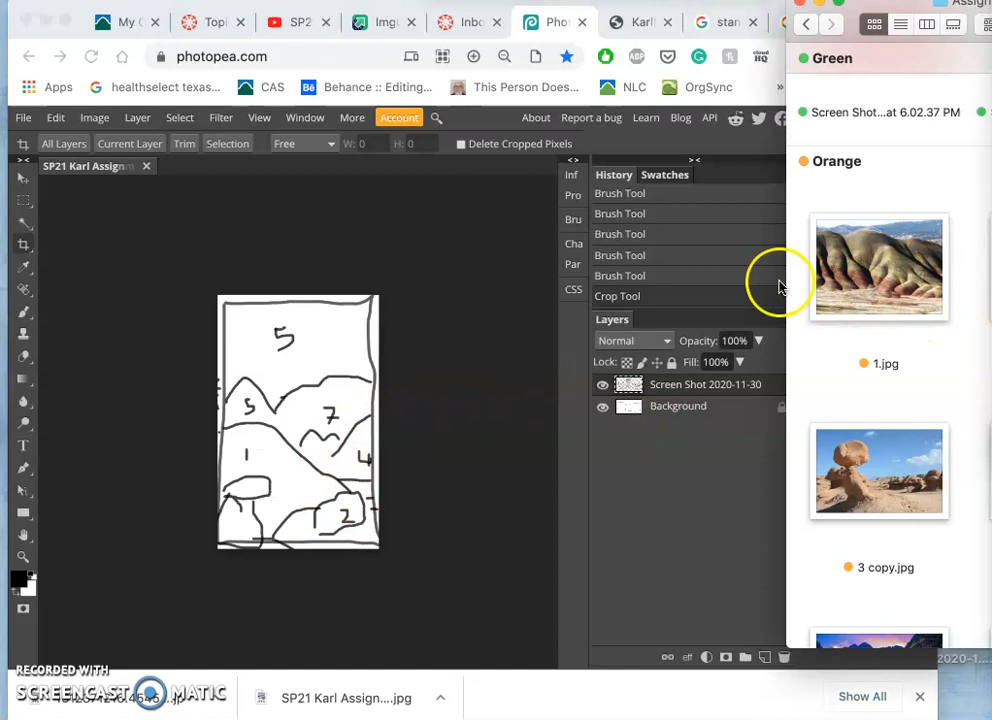 My C
Topi
SP2
Imgu
Inbo
Pho
Karl
stan
photopea.com
Apps
healthselect texas...
CAS
Behance :: Editing...
This Person Does...
NLC
OrgSync
File Edit Image Layer Select Filter View Window More Account
About Report a bug Learn Blog API
All Layers Current Layer Trim Selection Free W: 0 H: 0 Delete Cropped Pixels
SP21 Karl Assignm
Inf
Pro
Bru
Cha
Par
CSS
History Swatches
Brush Tool
Brush Tool
Brush Tool
Brush Tool
Brush Tool
Crop Tool
Layers
Normal Opacity: 100%
Lock: Fill: 100%
Screen Shot 2020-11-30
Background
5
5
7
1
4
2
Green
Screen Shot...at 6.02.37 PM
Orange
1.jpg
3 copy.jpg
2020-1...
RECORDED WITH
SCREENCAST MATIC
SP21 Karl Assign....jpg
Show All